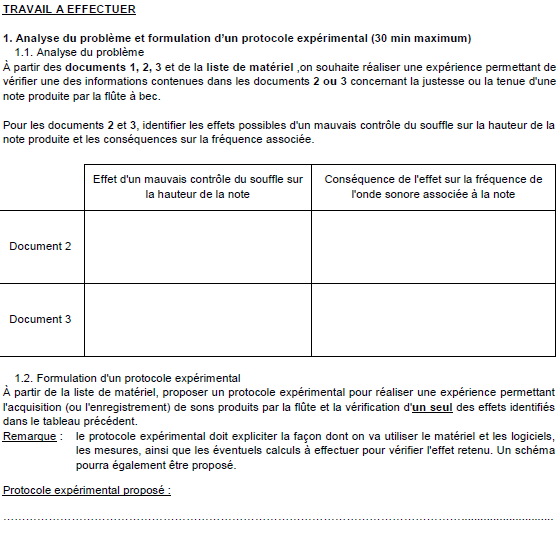 TRAVAIL A EFFECTUER
1. Analyse du problème et formulation d'un protocole expérimental (30 min maximum)
1.1. Analyse du problème
À partir des documents 1, 2, 3 et de la liste de matériel ,on souhaite réaliser une expérience permettant de
vérifier une des informations contenues dans les documents 2 ou 3 concernant la justesse ou la tenue d'une
note produite par la flûte à bec.
Pour les documents 2 et 3, identifier les effets possibles d'un mauvais contrôle du souffle sur la hauteur de la
note produite et les conséquences sur la fréquence associée.
Effet d'un mauvais contrôle du souffle sur
la hauteur de la note
Conséquence de l'effet sur la fréquence de
l'onde sonore associée à la note
Document 2
Document 3
1.2. Formulation d'un protocole expérimental
À partir de la liste de matériel, proposer un protocole expérimental pour réaliser une expérience permettant
l'acquisition (ou l'enregistrement) de sons produits par la flûte et la vérification d'un seul des effets identifiés
dans le tableau précédent.
Remarque : le protocole expérimental doit expliciter la façon dont on va utiliser le matériel et les logiciels,
les mesures, ainsi que les éventuels calculs à effectuer pour vérifier l'effet retenu. Un schéma
pourra également être proposé.
Protocole expérimental proposé :